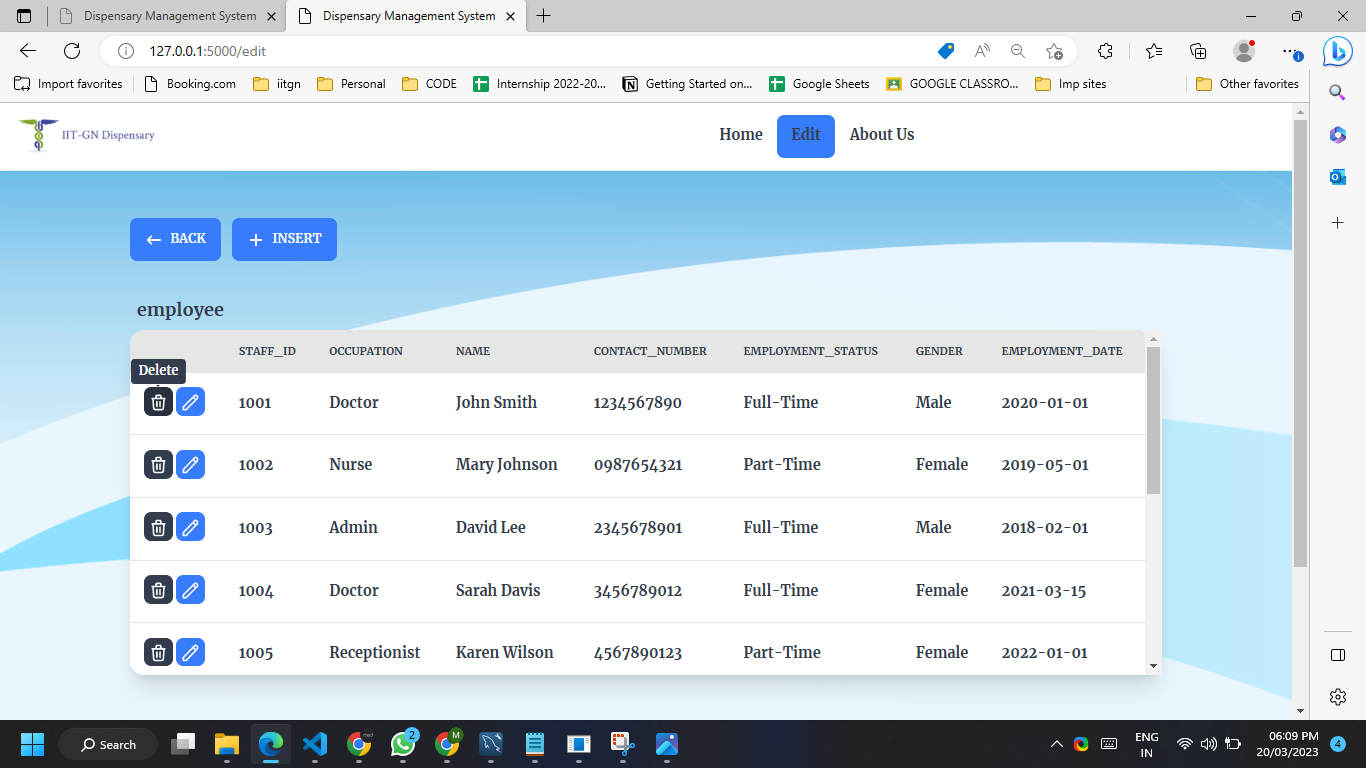 Dispensary Management System
Dispensary Management System
127.0.0.1:5000/edit
Import favorites
Booking.com
iitgn
Personal
CODE
Internship 2022-20...
Getting Started on...
Google Sheets
GOOGLE CLASSRO...
Imp sites
Other favorites
IIT-GN Dispensary
Home
Edit
About Us
BACK
INSERT
employee
STAFF_ID OCCUPATION NAME CONTACT_NUMBER EMPLOYMENT_STATUS GENDER EMPLOYMENT_DATE
Delete
1001 Doctor John Smith 1234567890 Full-Time Male 2020-01-01
1002 Nurse Mary Johnson 0987654321 Part-Time Female 2019-05-01
1003 Admin David Lee 2345678901 Full-Time Male 2018-02-01
1004 Doctor Sarah Davis 3456789012 Full-Time Female 2021-03-15
1005 Receptionist Karen Wilson 4567890123 Part-Time Female 2022-01-01
Search
2
M
ENG
IN
06:09 PM
20/03/2023
4